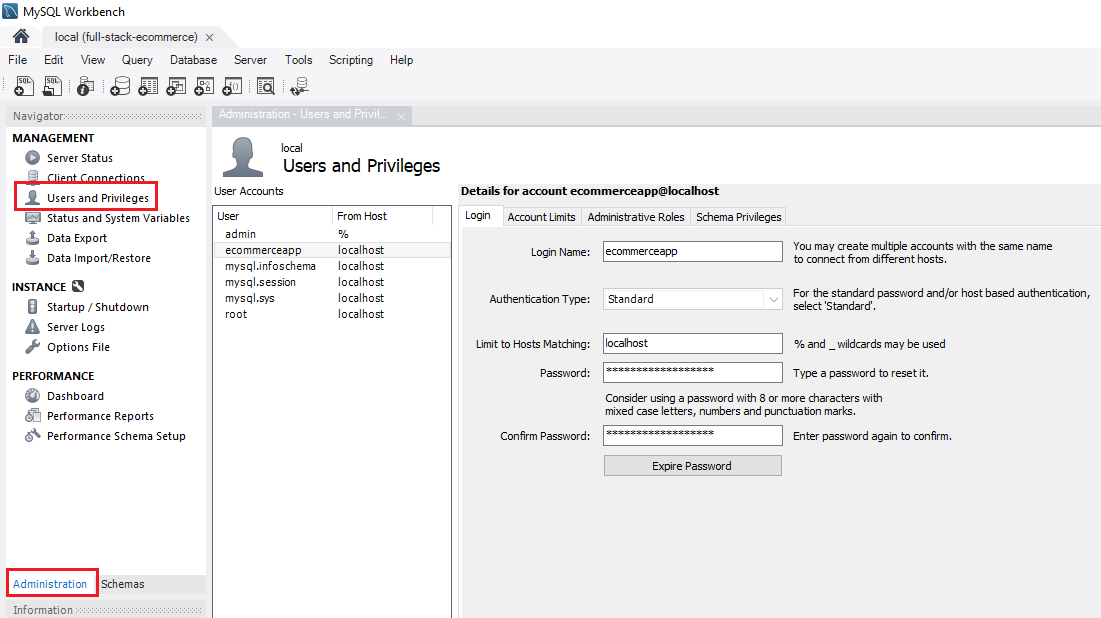 MySQL Workbench
local (full-stack-ecommerce) ×
File Edit View Query Database Server Tools Scripting Help
SQL SQL
Navigator
MANAGEMENT
Server Status
Client Connections
Users and Privileges
Status and System Variables
Data Export
Data Import/Restore
INSTANCE
Startup / Shutdown
Server Logs
Options File
PERFORMANCE
Dashboard
Performance Reports
Performance Schema Setup
Administration Schemas
Information
Administration - Users and Privil... ×
local
Users and Privileges
User Accounts
User From Host
admin %
ecommerceapp localhost
mysql.infoschema localhost
mysql.session localhost
mysql.sys localhost
root localhost
Details for account ecommerceapp@localhost
Login Account Limits Administrative Roles Schema Privileges
Login Name: ecommerceapp You may create multiple accounts with the same name
to connect from different hosts.
Authentication Type: Standard For the standard password and/or host based authentication,
select 'Standard'.
Limit to Hosts Matching: localhost % and _ wildcards may be used
Password: ****************** Type a password to reset it.
Consider using a password with 8 or more characters with
mixed case letters, numbers and punctuation marks.
Confirm Password: ****************** Enter password again to confirm.
Expire Password